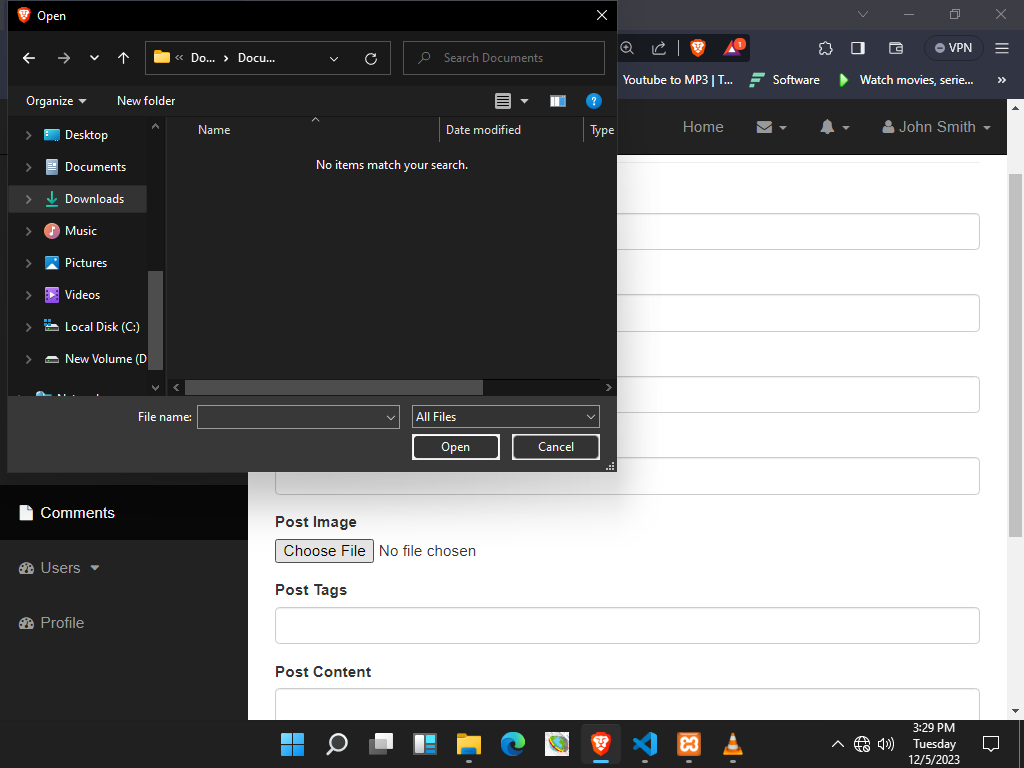 Open
Do... Docu...
Search Documents
VPN
Organize New folder
Youtube to MP3 | T... Software Watch movies, serie...
Name Date modified Type
Home John Smith
No items match your search.
Desktop
Documents
Downloads
Music
Pictures
Videos
Local Disk (C:)
New Volume (D
File name: All Files
Open Cancel
Comments
Users
Profile
Post Image
Choose File No file chosen
Post Tags
Post Content
3:29 PM
Tuesday
12/5/2023